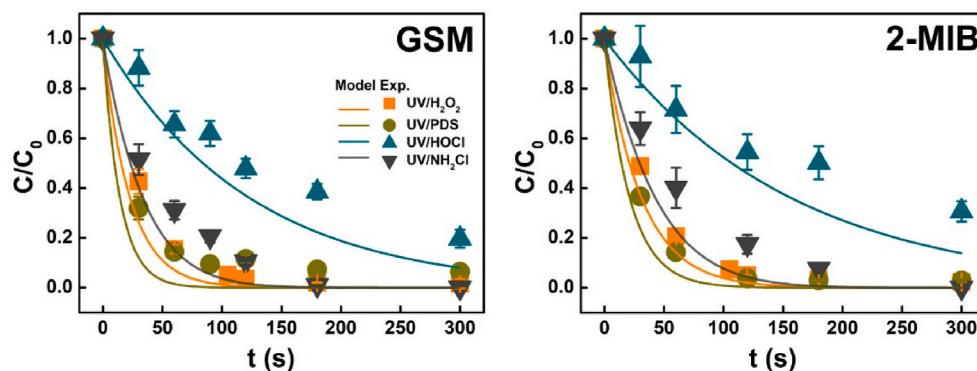 GSM
Model Exp.
UV/H₂O₂
UV/PDS
UV/HOCl
UV/NH₂Cl
C/C₀
1.0
0.8
0.6
0.4
0.2
0.0
0 50 100 150 200 250 300
t (s)
2-MIB
C/C₀
1.0
0.8
0.6
0.4
0.2
0.0
0 50 100 150 200 250 300
t (s)